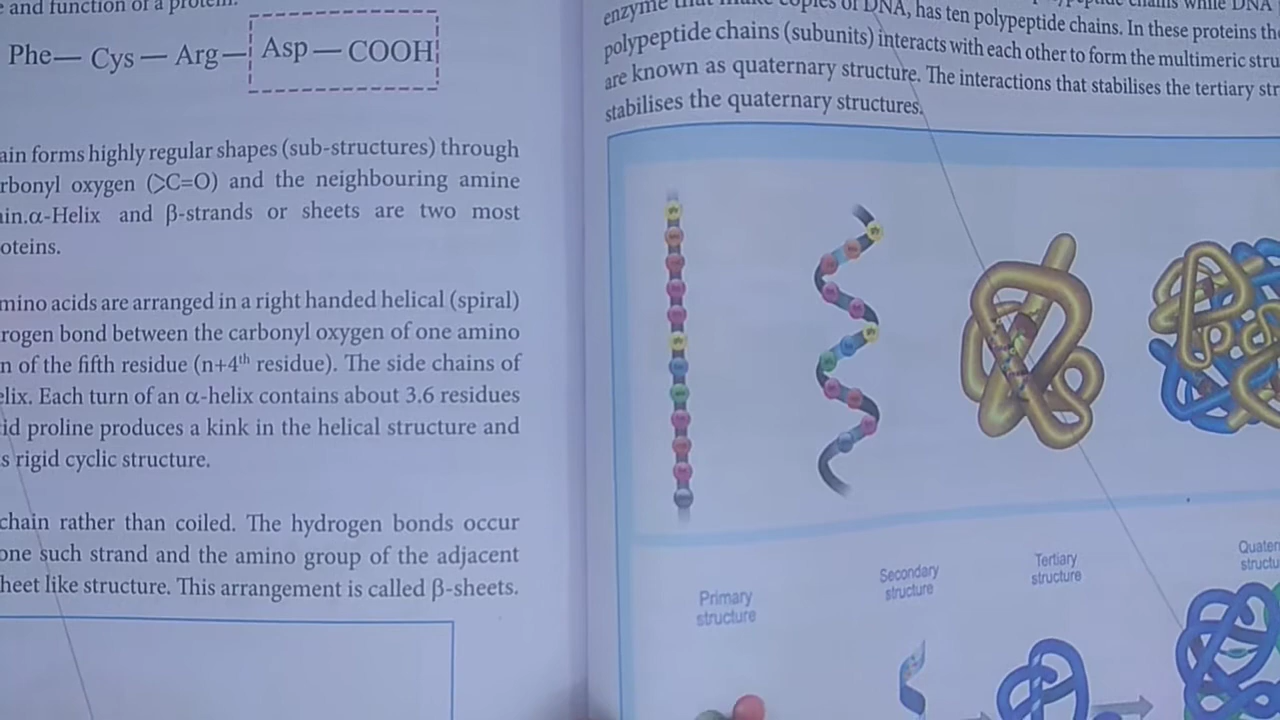 and function of a protein.
Phe— Cys — Arg— Asp — COOH
ain forms highly regular shapes (sub-structures) through
rbonyl oxygen (>C=O) and the neighbouring amine
ain.α-Helix and β-strands or sheets are two most
oteins.
mino acids are arranged in a right handed helical (spiral)
rogen bond between the carbonyl oxygen of one amino
n of the fifth residue (n+4th residue). The side chains of
elix. Each turn of an α-helix contains about 3.6 residues
id proline produces a kink in the helical structure and
s rigid cyclic structure.
chain rather than coiled. The hydrogen bonds occur
one such strand and the amino group of the adjacent
heet like structure. This arrangement is called β-sheets.
chains while DNA
enzyme that make copies of DNA, has ten polypeptide chains. In these proteins the
polypeptide chains (subunits) interacts with each other to form the multimeric stru
are known as quaternary structure. The interactions that stabilises the tertiary str
stabilises the quaternary structures.
Primary
structure
Secondary
structure
Tertiary
structure
Quater
structu